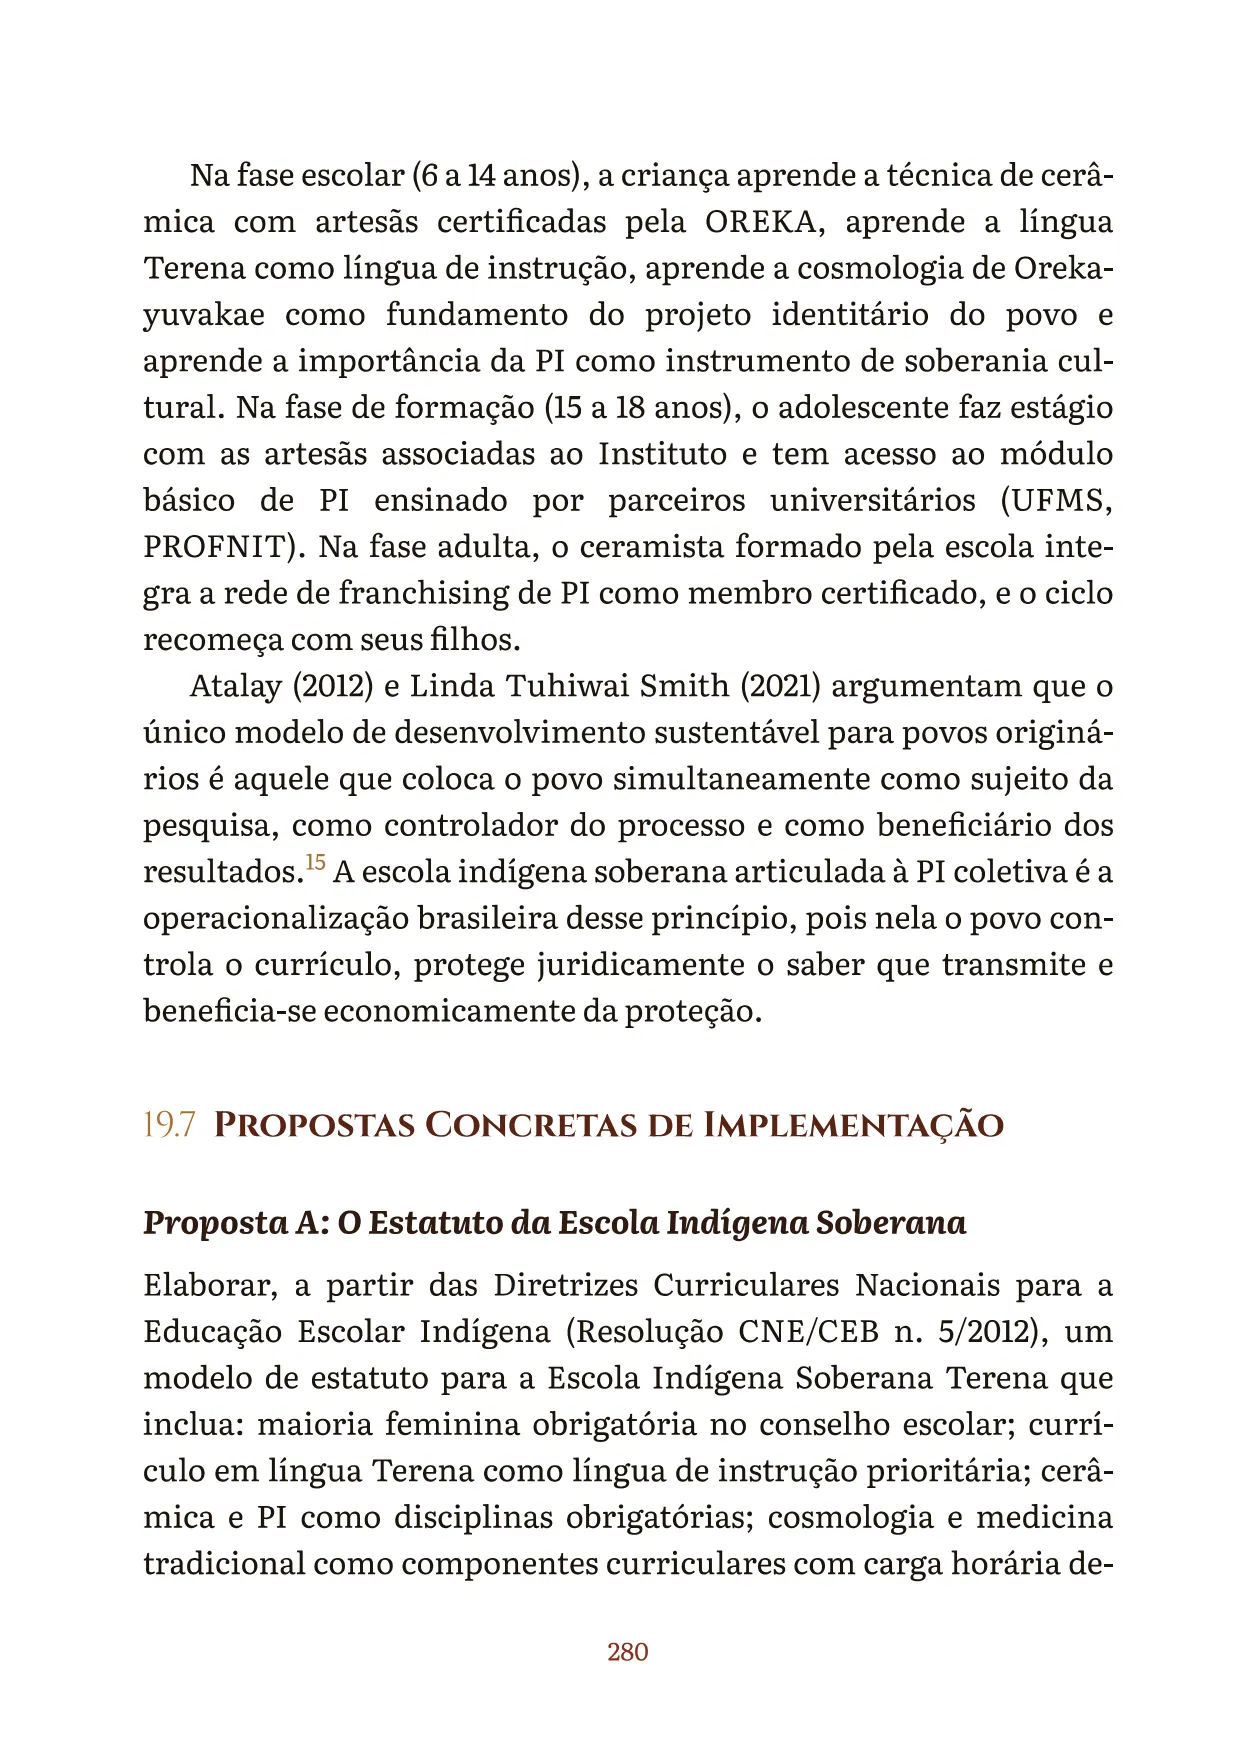 Na fase escolar (6 a 14 anos), a criança aprende a técnica de cerâ-
mica com artesãs certificadas pela OREKA, aprende a língua
Terena como língua de instrução, aprende a cosmologia de Oreka-
yuvakae como fundamento do projeto identitário do povo e
aprende a importância da PI como instrumento de soberania cul-
tural. Na fase de formação (15 a 18 anos), o adolescente faz estágio
com as artesãs associadas ao Instituto e tem acesso ao módulo
básico de PI ensinado por parceiros universitários (UFMS,
PROFNIT). Na fase adulta, o ceramista formado pela escola inte-
gra a rede de franchising de PI como membro certificado, e o ciclo
recomeça com seus filhos.
Atalay (2012) e Linda Tuhiwai Smith (2021) argumentam que o
único modelo de desenvolvimento sustentável para povos originá-
rios é aquele que coloca o povo simultaneamente como sujeito da
pesquisa, como controlador do processo e como beneficiário dos
resultados.15 A escola indígena soberana articulada à PI coletiva é a
operacionalização brasileira desse princípio, pois nela o povo con-
trola o currículo, protege juridicamente o saber que transmite e
beneficia-se economicamente da proteção.
19.7 Propostas Concretas de Implementação
Proposta A: O Estatuto da Escola Indígena Soberana
Elaborar, a partir das Diretrizes Curriculares Nacionais para a
Educação Escolar Indígena (Resolução CNE/CEB n. 5/2012), um
modelo de estatuto para a Escola Indígena Soberana Terena que
inclua: maioria feminina obrigatória no conselho escolar; currí-
culo em língua Terena como língua de instrução prioritária; cerâ-
mica e PI como disciplinas obrigatórias; cosmologia e medicina
tradicional como componentes curriculares com carga horária de-
280